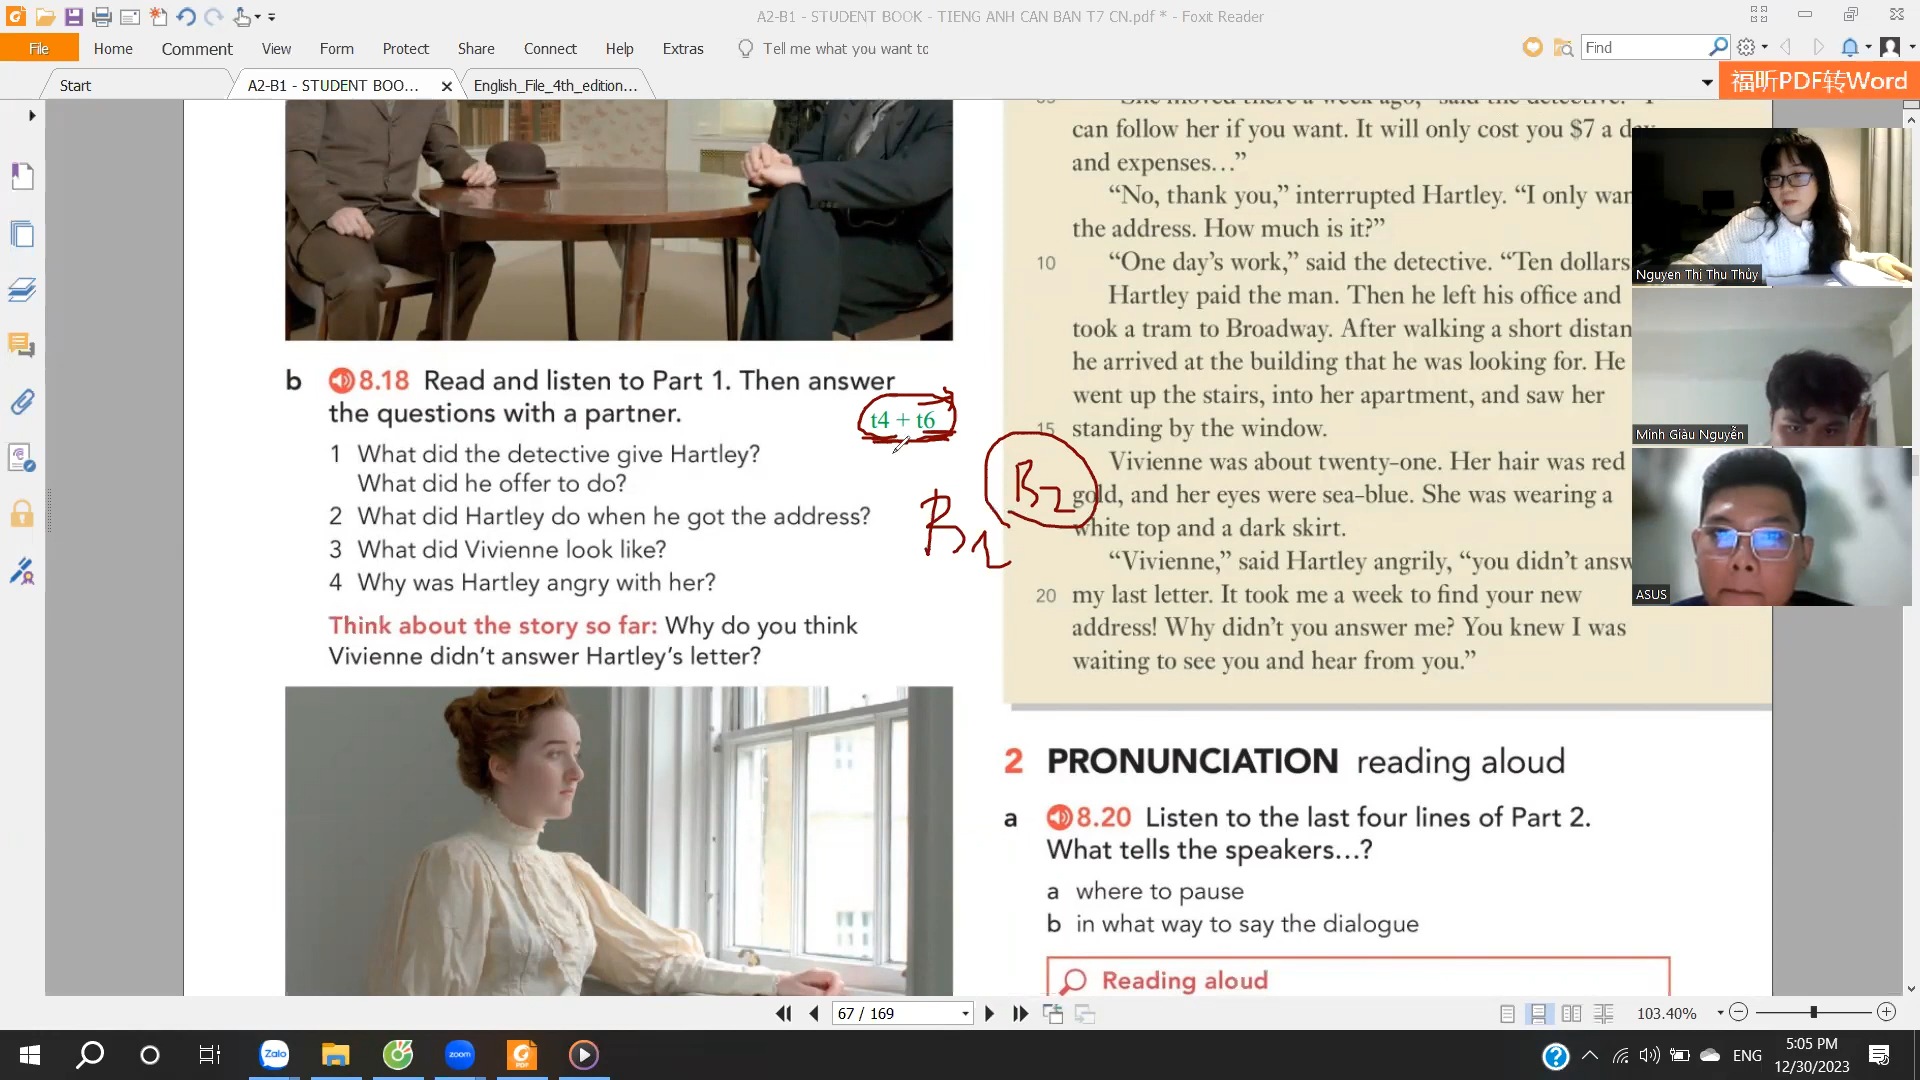 A2-B1 - STUDENT BOOK - TIENG ANH CAN BAN T7 CN.pdf * - Foxit Reader
File Home Comment View Form Protect Share Connect Help Extras Tell me what you want to Find
Start A2-B1 - STUDENT BOO... English_File_4th_edition...
福昕PDF转Word
b 8.18 Read and listen to Part 1. Then answer
the questions with a partner.
t4 + t6
1 What did the detective give Hartley?
What did he offer to do?
2 What did Hartley do when he got the address?
3 What did Vivienne look like?
4 Why was Hartley angry with her?
Think about the story so far: Why do you think
Vivienne didn't answer Hartley's letter?
B1
B2
"She moved there a week ago," said the detective. "I
can follow her if you want. It will only cost you $7 a day
and expenses…"
"No, thank you," interrupted Hartley. "I only wan
the address. How much is it?"
10 "One day's work," said the detective. "Ten dollars
Hartley paid the man. Then he left his office and
took a tram to Broadway. After walking a short distan
he arrived at the building that he was looking for. He
went up the stairs, into her apartment, and saw her
15 standing by the window.
Vivienne was about twenty-one. Her hair was red
gold, and her eyes were sea-blue. She was wearing a
white top and a dark skirt.
"Vivienne," said Hartley angrily, "you didn't answ
20 my last letter. It took me a week to find your new
address! Why didn't you answer me? You knew I was
waiting to see you and hear from you."
2 PRONUNCIATION reading aloud
a 8.20 Listen to the last four lines of Part 2.
What tells the speakers…?
a where to pause
b in what way to say the dialogue
Reading aloud
Nguyen Thị Thu Thủy
Minh Giàu Nguyễn
ASUS
67 / 169
103.40%
Zalo
zoom
PDF
ENG
5:05 PM
12/30/2023